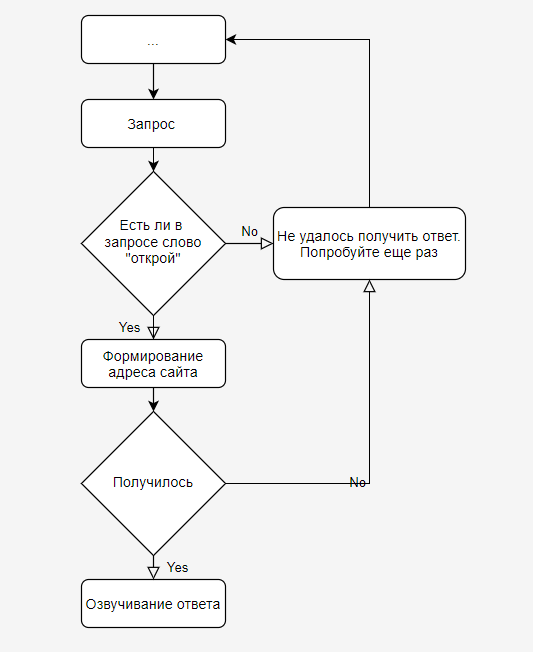 ...
Запрос
Есть ли в
запросе слово
"открой"
No
Не удалось получить ответ.
Попробуйте еще раз
Yes
Формирование
адреса сайта
Получилось
No
Yes
Озвучивание ответа